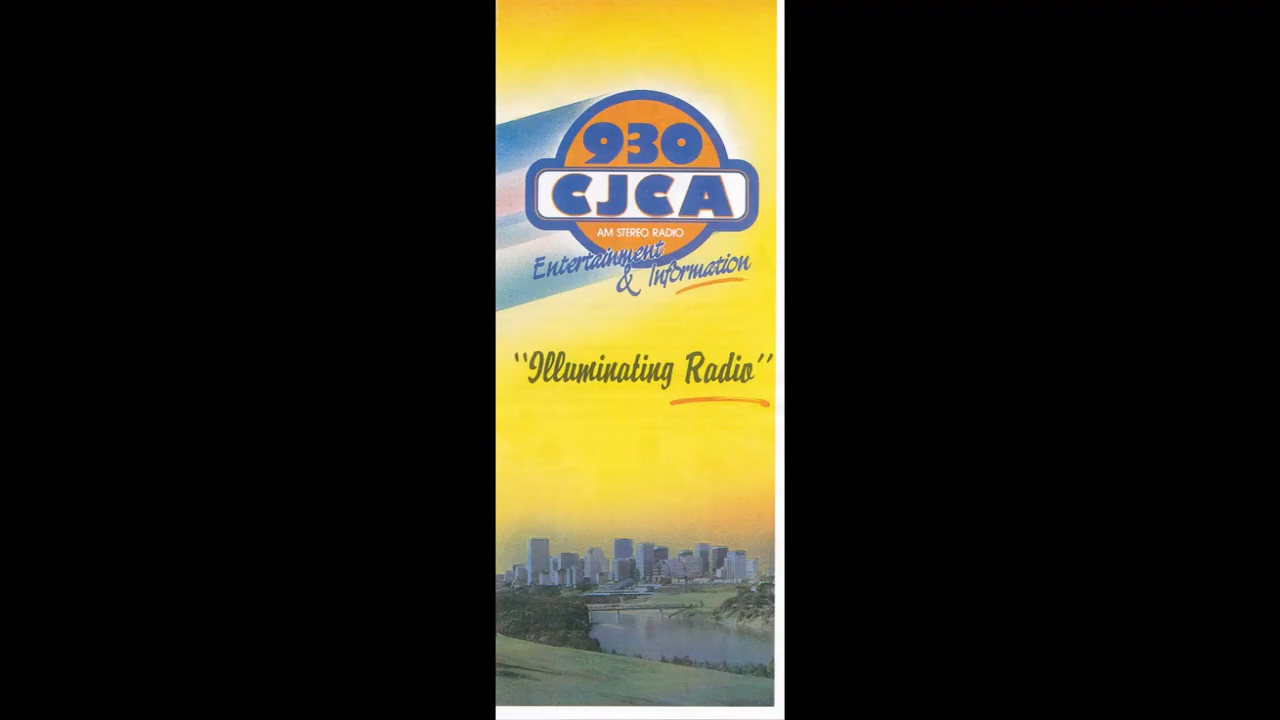 930
CJCA
AM STEREO RADIO
Entertainment
& Information
"Illuminating Radio"